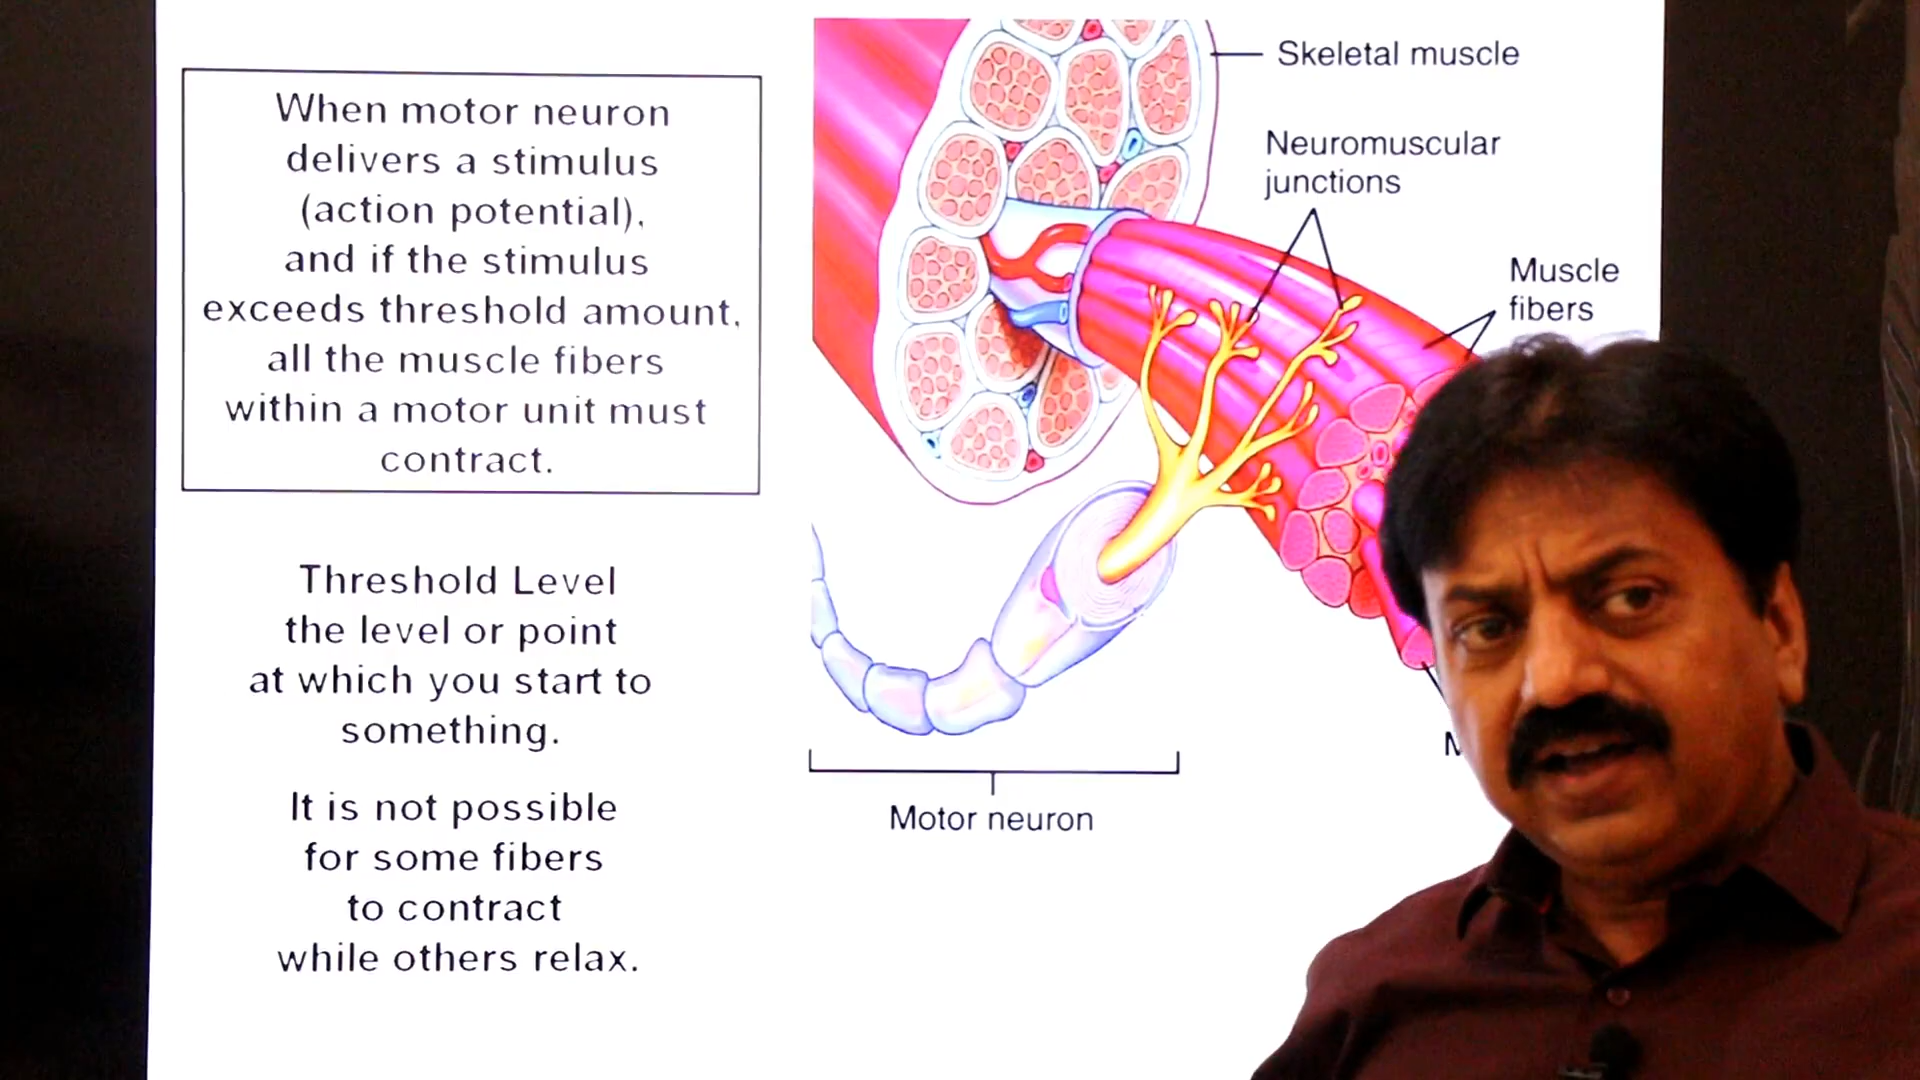 When motor neuron
delivers a stimulus
(action potential),
and if the stimulus
exceeds threshold amount,
all the muscle fibers
within a motor unit must
contract.
Threshold Level
the level or point
at which you start to
something.
It is not possible
for some fibers
to contract
while others relax.
Skeletal muscle
Neuromuscular
junctions
Muscle
fibers
Motor neuron